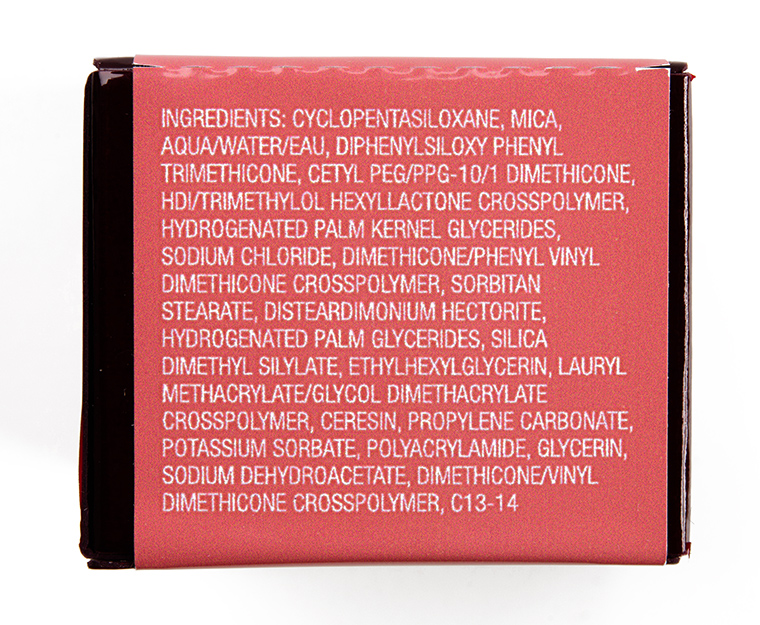 INGREDIENTS: CYCLOPENTASILOXANE, MICA,
AQUA/WATER/EAU, DIPHENYLSILOXY PHENYL
TRIMETHICONE, CETYL PEG/PPG-10/1 DIMETHICONE,
HDI/TRIMETHYLOL HEXYLLACTONE CROSSPOLYMER,
HYDROGENATED PALM KERNEL GLYCERIDES,
SODIUM CHLORIDE, DIMETHICONE/PHENYL VINYL
DIMETHICONE CROSSPOLYMER, SORBITAN
STEARATE, DISTEARDIMONIUM HECTORITE,
HYDROGENATED PALM GLYCERIDES, SILICA
DIMETHYL SILYLATE, ETHYLHEXYLGLYCERIN, LAURYL
METHACRYLATE/GLYCOL DIMETHACRYLATE
CROSSPOLYMER, CERESIN, PROPYLENE CARBONATE,
POTASSIUM SORBATE, POLYACRYLAMIDE, GLYCERIN,
SODIUM DEHYDROACETATE, DIMETHICONE/VINYL
DIMETHICONE CROSSPOLYMER, C13-14